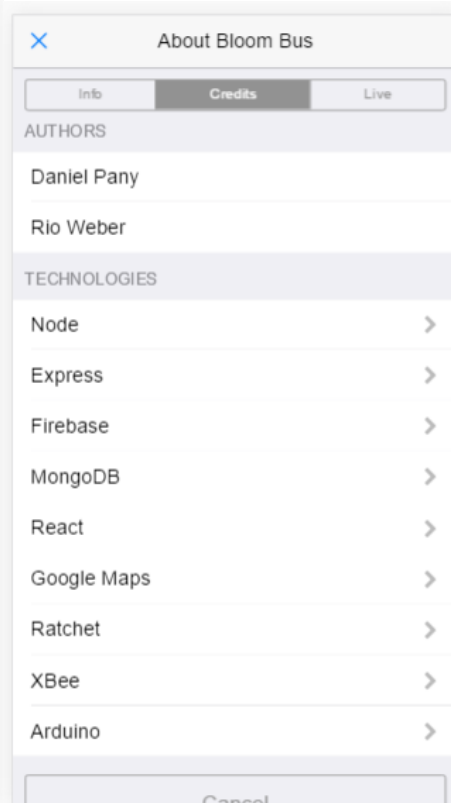 About Bloom Bus
Info Credits Live
AUTHORS
Daniel Pany
Rio Weber
TECHNOLOGIES
Node
Express
Firebase
MongoDB
React
Google Maps
Ratchet
XBee
Arduino
Cancel